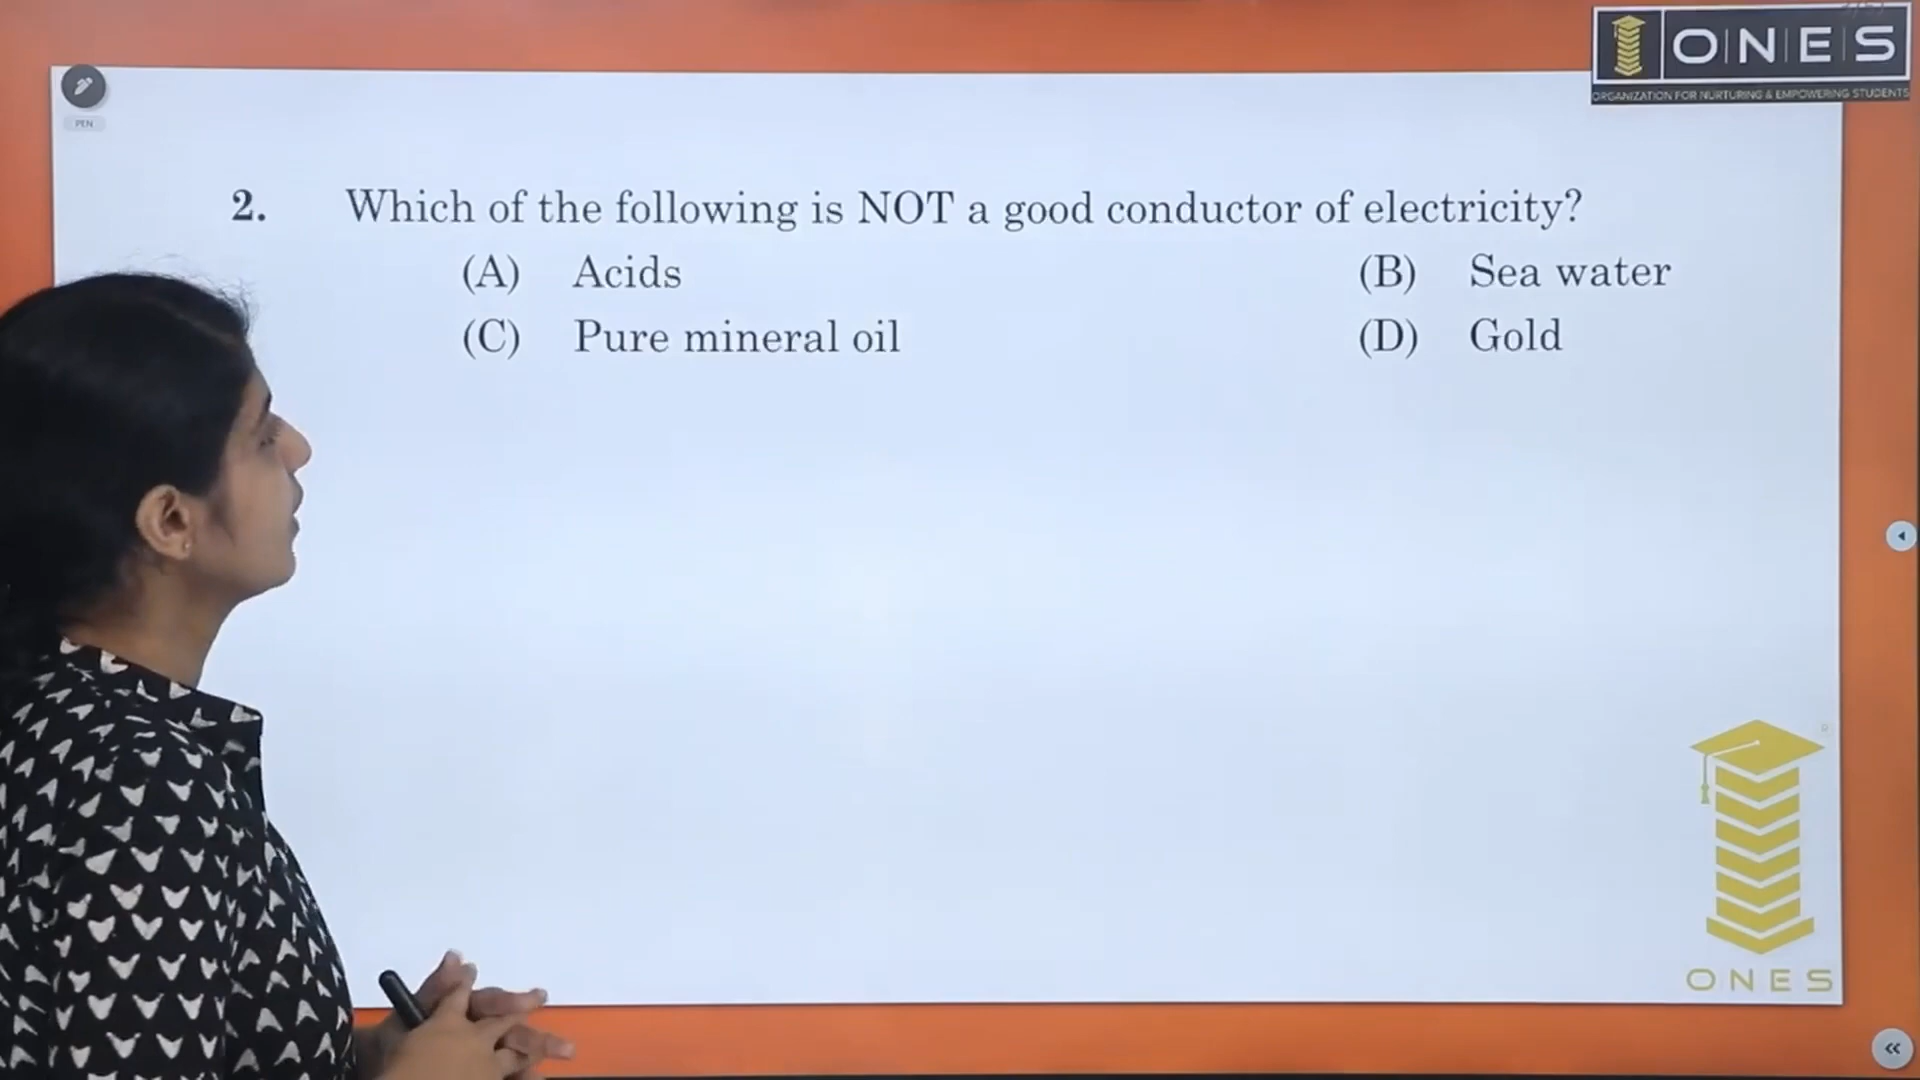 O|N|E|S
ORGANIZATION FOR NURTURING & EMPOWERING STUDENTS
PEN
2. Which of the following is NOT a good conductor of electricity?
(A) Acids (B) Sea water
(C) Pure mineral oil (D) Gold
ONES